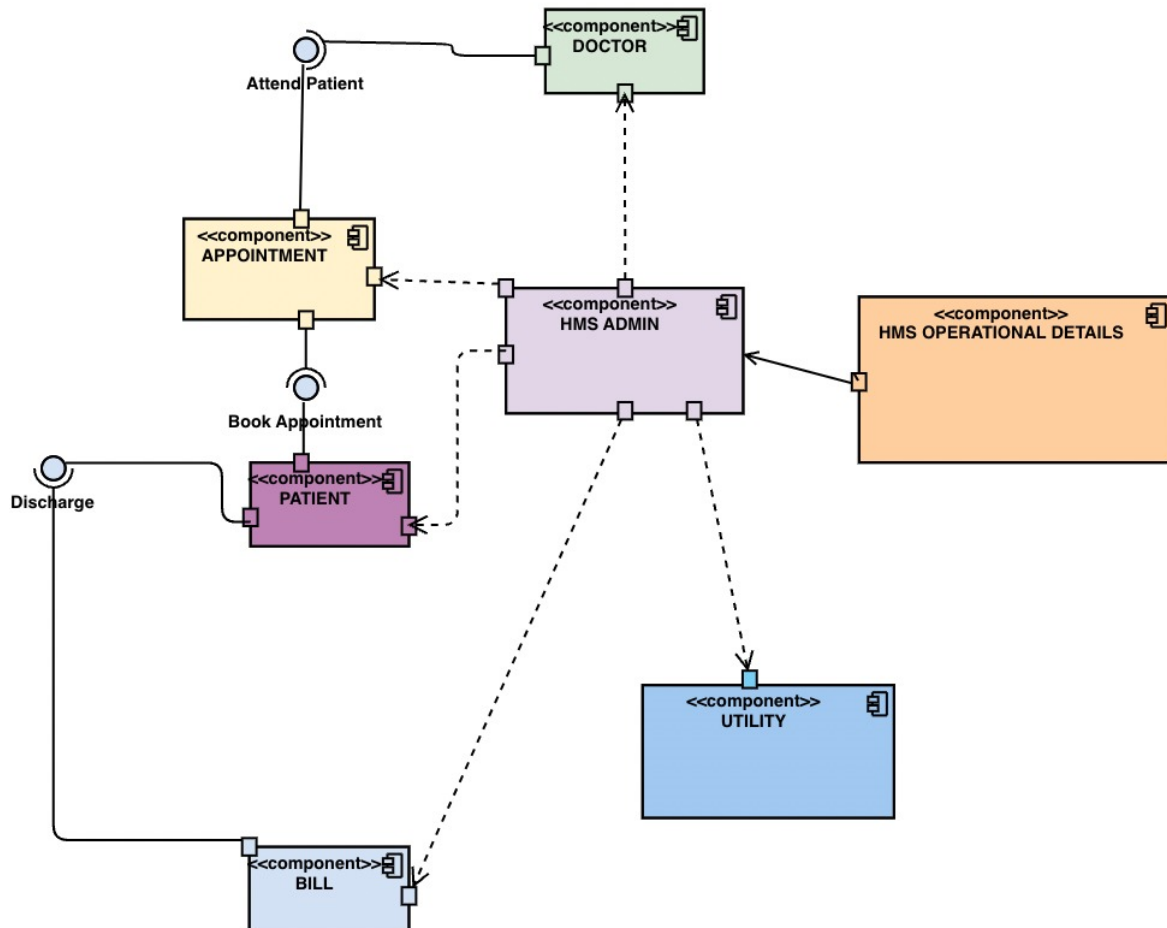 <<component>>
DOCTOR
Attend Patient
<<component>>
APPOINTMENT
<<component>>
HMS ADMIN
<<component>>
HMS OPERATIONAL DETAILS
Book Appointment
<<component>>
PATIENT
Discharge
<<component>>
UTILITY
<<component>>
BILL